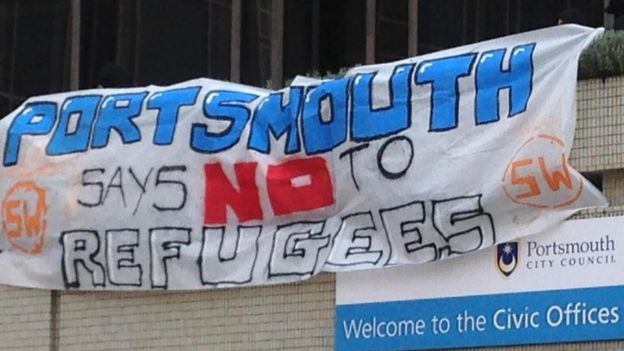 PORTSMOUTH
SAYS NO TO
REFUGEES
SW
SW
Portsmouth
CITY COUNCIL
Welcome to the Civic Offices